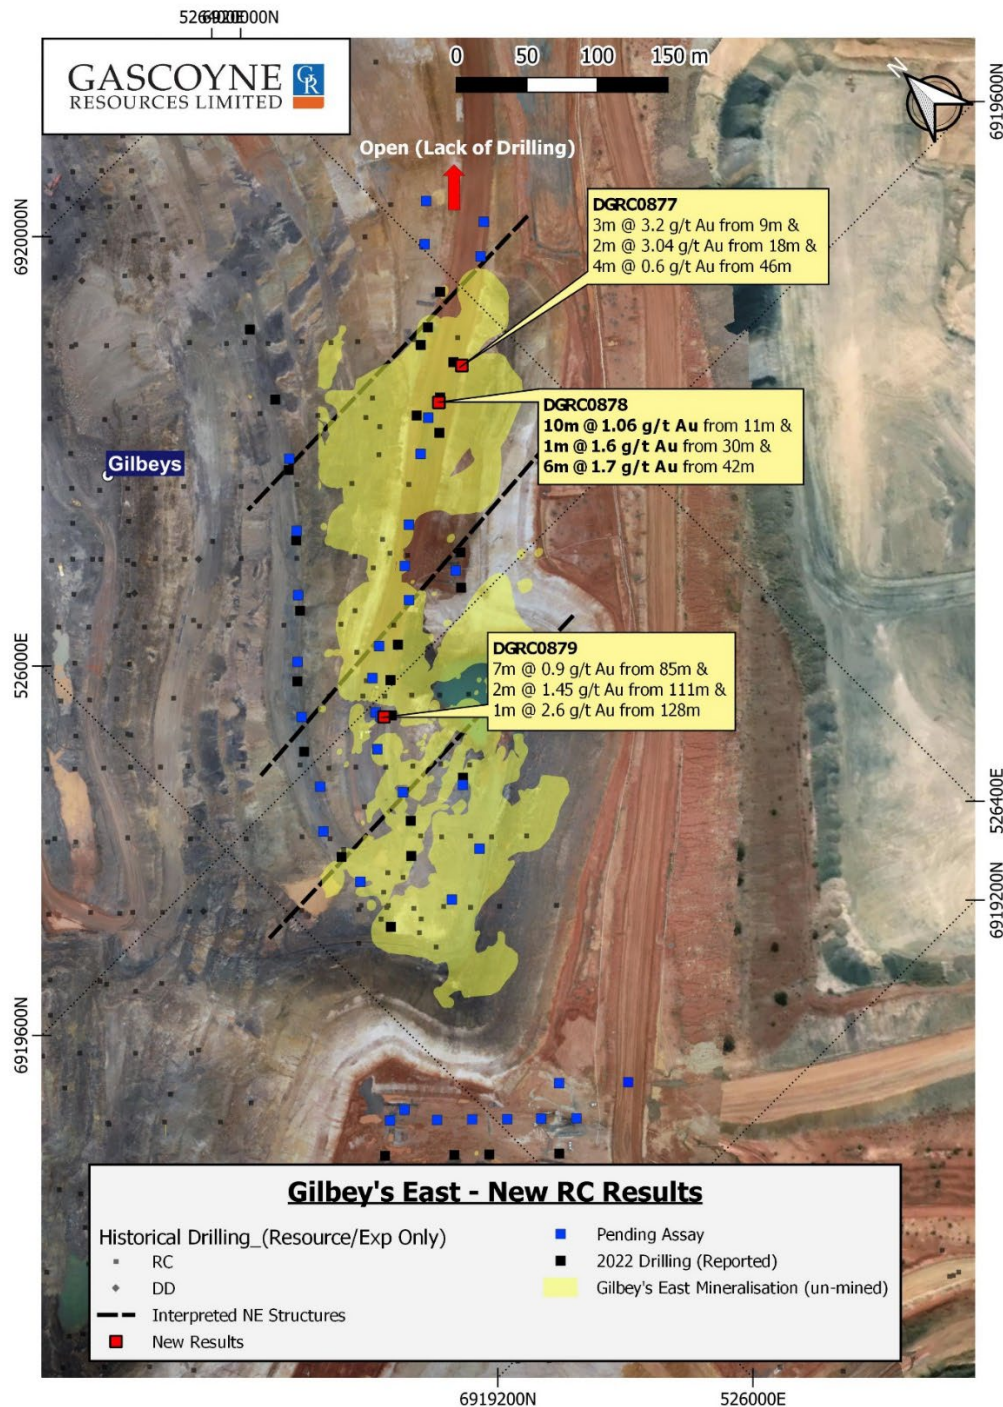 526400E
6920000N
GASCOYNE
RESOURCES LIMITED
GR
0 50 100 150 m
N
6919600N
Open (Lack of Drilling)
DGRC0877
3m @ 3.2 g/t Au from 9m &
2m @ 3.04 g/t Au from 18m &
4m @ 0.6 g/t Au from 46m
6920000N
DGRC0878
10m @ 1.06 g/t Au from 11m &
1m @ 1.6 g/t Au from 30m &
6m @ 1.7 g/t Au from 42m
Gilbeys
DGRC0879
7m @ 0.9 g/t Au from 85m &
2m @ 1.45 g/t Au from 111m &
1m @ 2.6 g/t Au from 128m
526000E
526400E
6919200N
6919600N
Gilbey's East - New RC Results
Historical Drilling_(Resource/Exp Only)
RC
DD
Interpreted NE Structures
New Results
Pending Assay
2022 Drilling (Reported)
Gilbey's East Mineralisation (un-mined)
6919200N
526000E